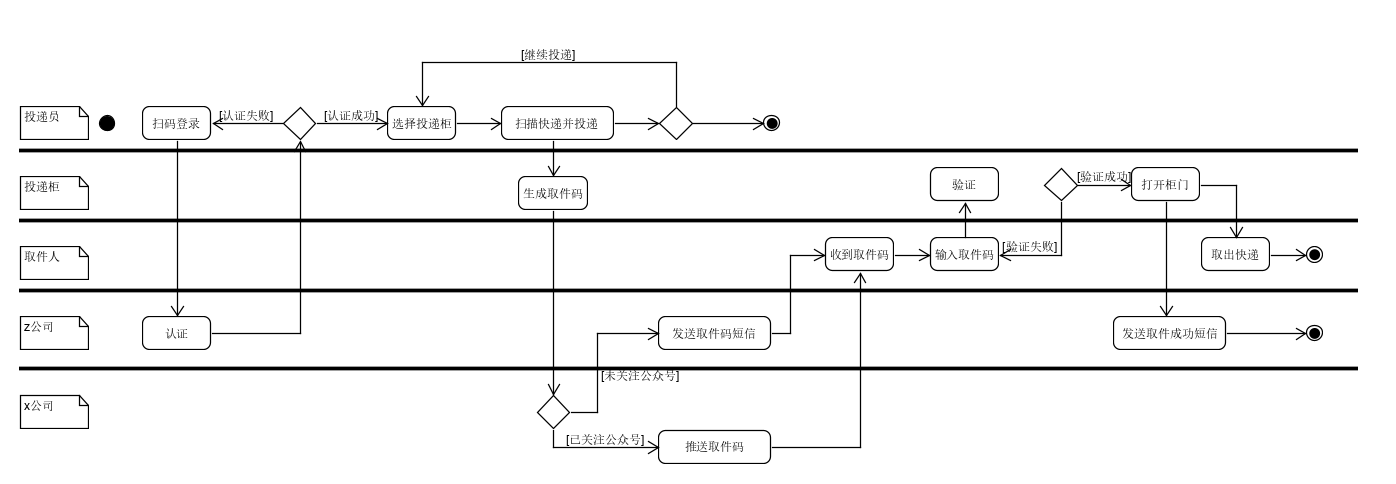 [继续投递]
投递员
扫码登录
[认证失败]
[认证成功]
选择投递柜
扫描快递并投递
投递柜
生成取件码
验证
[验证成功]
打开柜门
取件人
收到取件码
输入取件码
[验证失败]
取出快递
Z公司
认证
发送取件码短信
发送取件成功短信
[未关注公众号]
X公司
[已关注公众号]
推送取件码